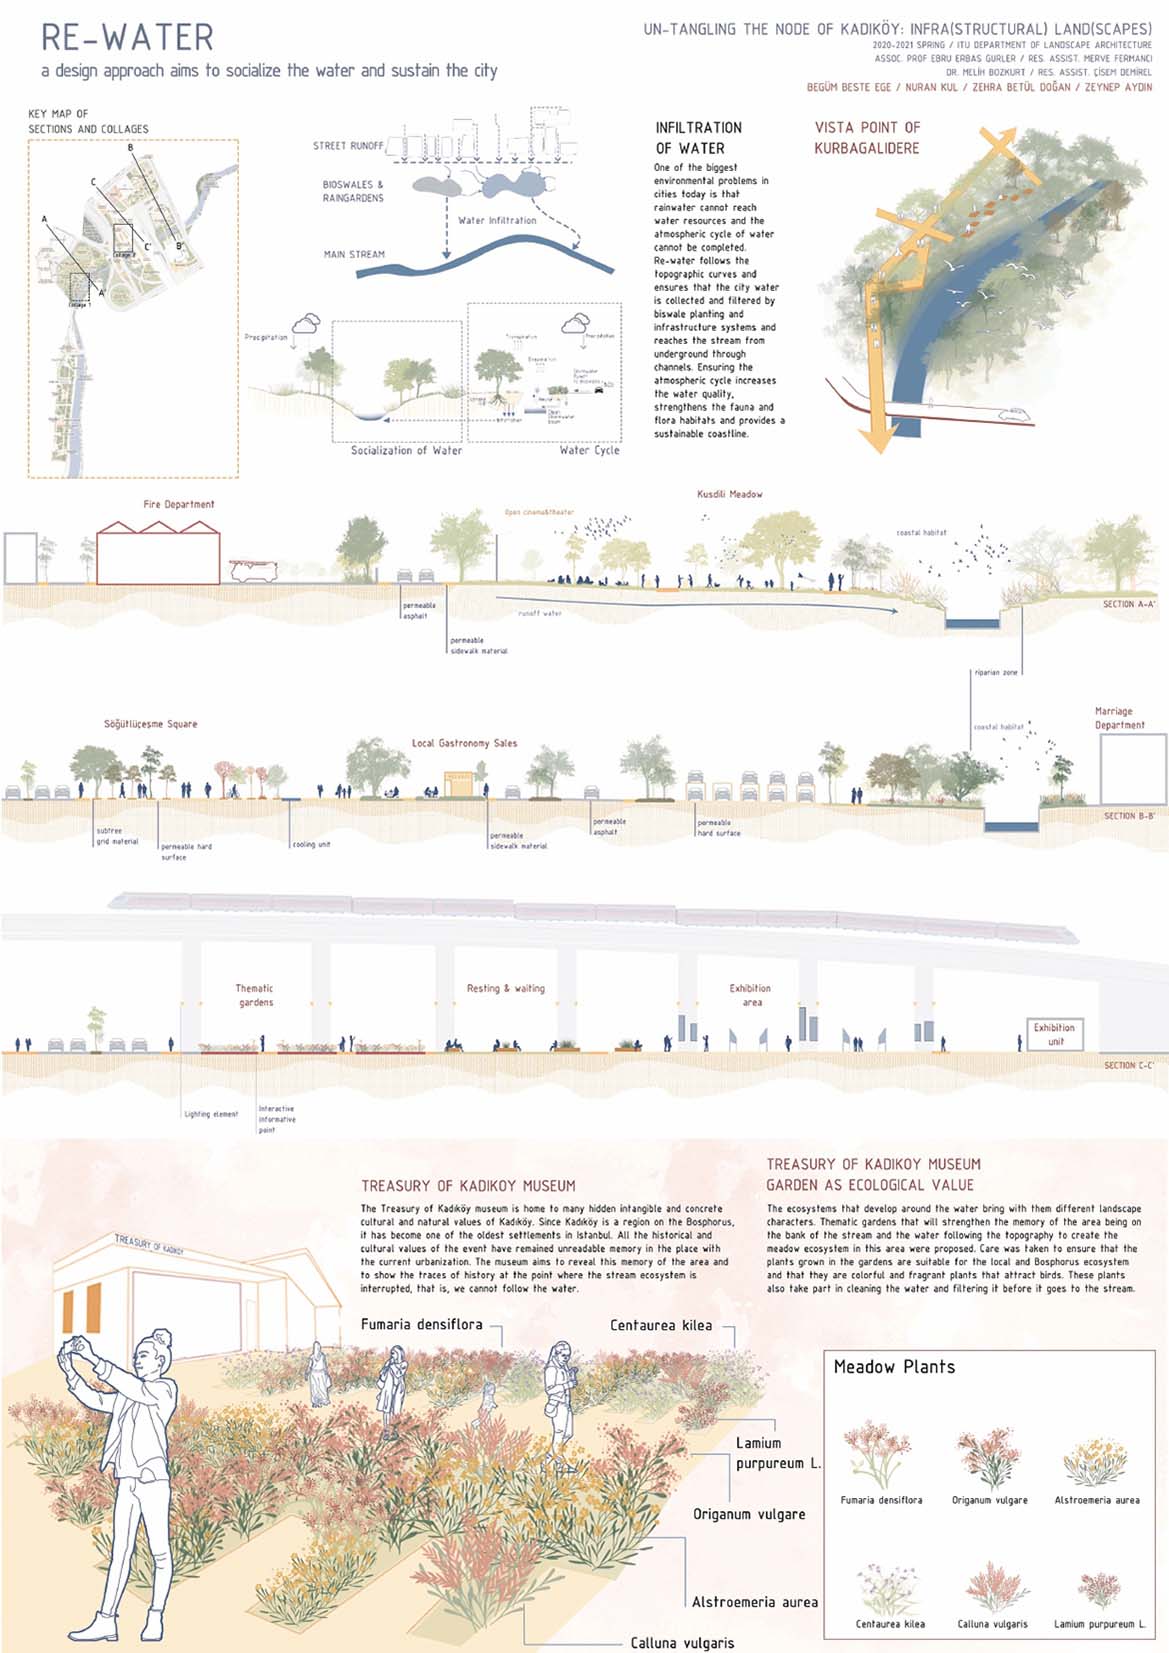 RE-WATER
a design approach aims to socialize the water and sustain the city
UN-TANGLING THE NODE OF KADIKÖY: INFRA(STRUCTURAL) LAND(SCAPES)
2020-2021 SPRING / ITU DEPARTMENT OF LANDSCAPE ARCHITECTURE
ASSOC. PROF EBRU ERBAS GURLER / RES. ASSIST. MERVE FERMANCI
DR. MELİH BOZKURT / RES. ASSIST. ÇİSEM DEMİREL
BEGÜM BESTE EGE / NURAN KUL / ZEHRA BETÜL DOĞAN / ZEYNEP AYDIN
KEY MAP OF
SECTIONS AND COLLAGES
B
C
A
C'
B'
A'
Collage 2
Collage 1
STREET RUNOFF
BIOSWALES &
RAINGARDENS
Water Infiltration
MAIN STREAM
Precipitation
Precipitation
Socialization of Water
Water Cycle
INFILTRATION
OF WATER
One of the biggest
environmental problems in
cities today is that
rainwater cannot reach
water resources and the
atmospheric cycle of water
cannot be completed.
Re-water follows the
topographic curves and
ensures that the city water
is collected and filtered by
biswale planting and
infrastructure systems and
reaches the stream from
underground through
channels. Ensuring the
atmospheric cycle increases
the water quality,
strengthens the fauna and
flora habitats and provides a
sustainable coastline.
VISTA POINT OF
KURBAGALIDERE
Fire Department
Open cinema&theater
Kusdili Meadow
coastal habitat
SECTION A-A'
permeable
asphalt
runoff water
permeable
sidewalk material
riparian zone
Söğütlüçeşme Square
Local Gastronomy Sales
coastal habitat
Marriage
Department
SECTION B-B'
subtree
grid material
permeable hard
surface
cooling unit
permeable
sidewalk material
permeable
asphalt
permeable
hard surface
Thematic
gardens
Resting & waiting
Exhibition
area
Exhibition
unit
SECTION C-C'
Lighting element
Interactive
informative
point
TREASURY OF KADIKOY MUSEUM
The Treasury of Kadıköy museum is home to many hidden intangible and concrete
cultural and natural values of Kadıköy. Since Kadıköy is a region on the Bosphorus,
it has become one of the oldest settlements in Istanbul. All the historical and
cultural values of the event have remained unreadable memory in the place with
the current urbanization. The museum aims to reveal this memory of the area and
to show the traces of history at the point where the stream ecosystem is
interrupted, that is, we cannot follow the water.
TREASURY OF KADIKOY MUSEUM
GARDEN AS ECOLOGICAL VALUE
The ecosystems that develop around the water bring with them different landscape
characters. Thematic gardens that will strengthen the memory of the area being on
the bank of the stream and the water following the topography to create the
meadow ecosystem in this area were proposed. Care was taken to ensure that the
plants grown in the gardens are suitable for the local and Bosphorus ecosystem
and that they are colorful and fragrant plants that attract birds. These plants
also take part in cleaning the water and filtering it before it goes to the stream.
TREASURY OF KADIKOY
Fumaria densiflora
Centaurea kilea
Lamium
purpureum L.
Origanum vulgare
Alstroemeria aurea
Calluna vulgaris
Meadow Plants
Fumaria densiflora
Origanum vulgare
Alstroemeria aurea
Centaurea kilea
Calluna vulgaris
Lamium purpureum L.